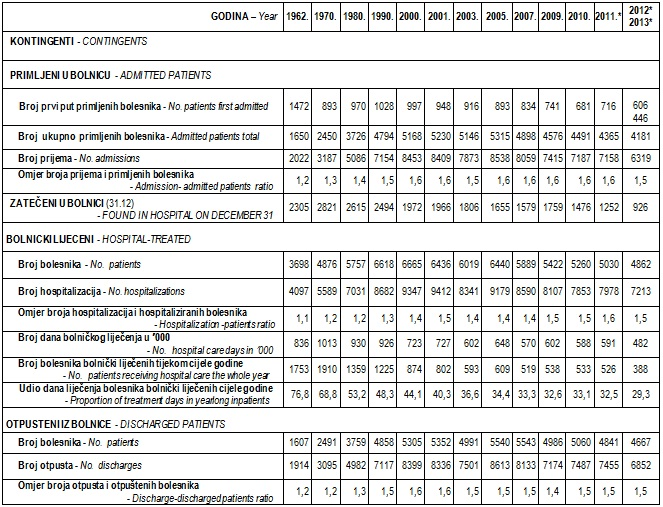 GODINA – Year 1962. 1970. 1980. 1990. 2000. 2001. 2003. 2005. 2007. 2009. 2010. 2011.* 2012* 2013*
KONTINGENTI - CONTINGENTS
PRIMLJENI U BOLNICU - ADMITTED PATIENTS
Broj prvi put primljenih bolesnika - No. patients first admitted 1472 893 970 1028 997 948 916 893 834 741 681 716 606 446
Broj ukupno primljenih bolesnika - Admitted patients total 1650 2450 3726 4794 5168 5230 5146 5315 4898 4576 4491 4365 4181
Broj prijema - No. admissions 2022 3187 5086 7154 8453 8409 7873 8538 8059 7415 7187 7158 6319
Omjer broja prijema i primljenih bolesnika
- Admission- admitted patients ratio 1,2 1,3 1,4 1,5 1,6 1,6 1,5 1,6 1,6 1,6 1,6 1,6 1,5
ZATEČENI U BOLNICI (31.12)
- FOUND IN HOSPITAL ON DECEMBER 31 2305 2821 2615 2494 1972 1966 1806 1655 1579 1759 1476 1252 926
BOLNICKI LIJECENI - HOSPITAL-TREATED
Broj bolesnika - No. patients 3698 4876 5757 6618 6665 6436 6019 6440 5889 5422 5260 5030 4862
Broj hospitalizacija - No. hospitalizations 4097 5589 7031 8682 9347 9412 8341 9179 8590 8107 7853 7978 7213
Omjer broja hospitalizacija i hospitaliziranih bolesnika
- Hospitalization -patients ratio 1,1 1,2 1,2 1,3 1,4 1,5 1,4 1,4 1,5 1,5 1,5 1,6 1,5
Broj dana bolničkog liječenja u ’000
- No. hospital care days in ’000 836 1013 930 926 723 727 602 648 570 602 588 591 482
Broj bolesnika bolnički liječenih tijekom cijele godine
- No. patients receiving hospital care the whole year 1753 1910 1359 1225 874 802 593 609 519 538 533 526 388
Udio dana liječenja bolesnika bolnički liječenih cijele godine
- Proportion of treatment days in yearlong inpatients 76,8 68,8 53,2 48,3 44,1 40,3 36,6 34,4 33,3 32,6 33,1 32,5 29,3
OTPUSTENI IZ BOLNICE - DISCHARGED PATIENTS
Broj bolesnika - No. patients 1607 2491 3759 4858 5305 5352 4991 5540 5543 4986 5060 4841 4667
Broj otpusta - No. discharges 1914 3095 4982 7117 8399 8336 7501 8613 8133 7174 7487 7455 6852
Omjer broja otpusta i otpuštenih bolesnika
- Discharge-discharged patients ratio 1,2 1,2 1,3 1,5 1,6 1,6 1,5 1,5 1,5 1,4 1,5 1,5 1,5